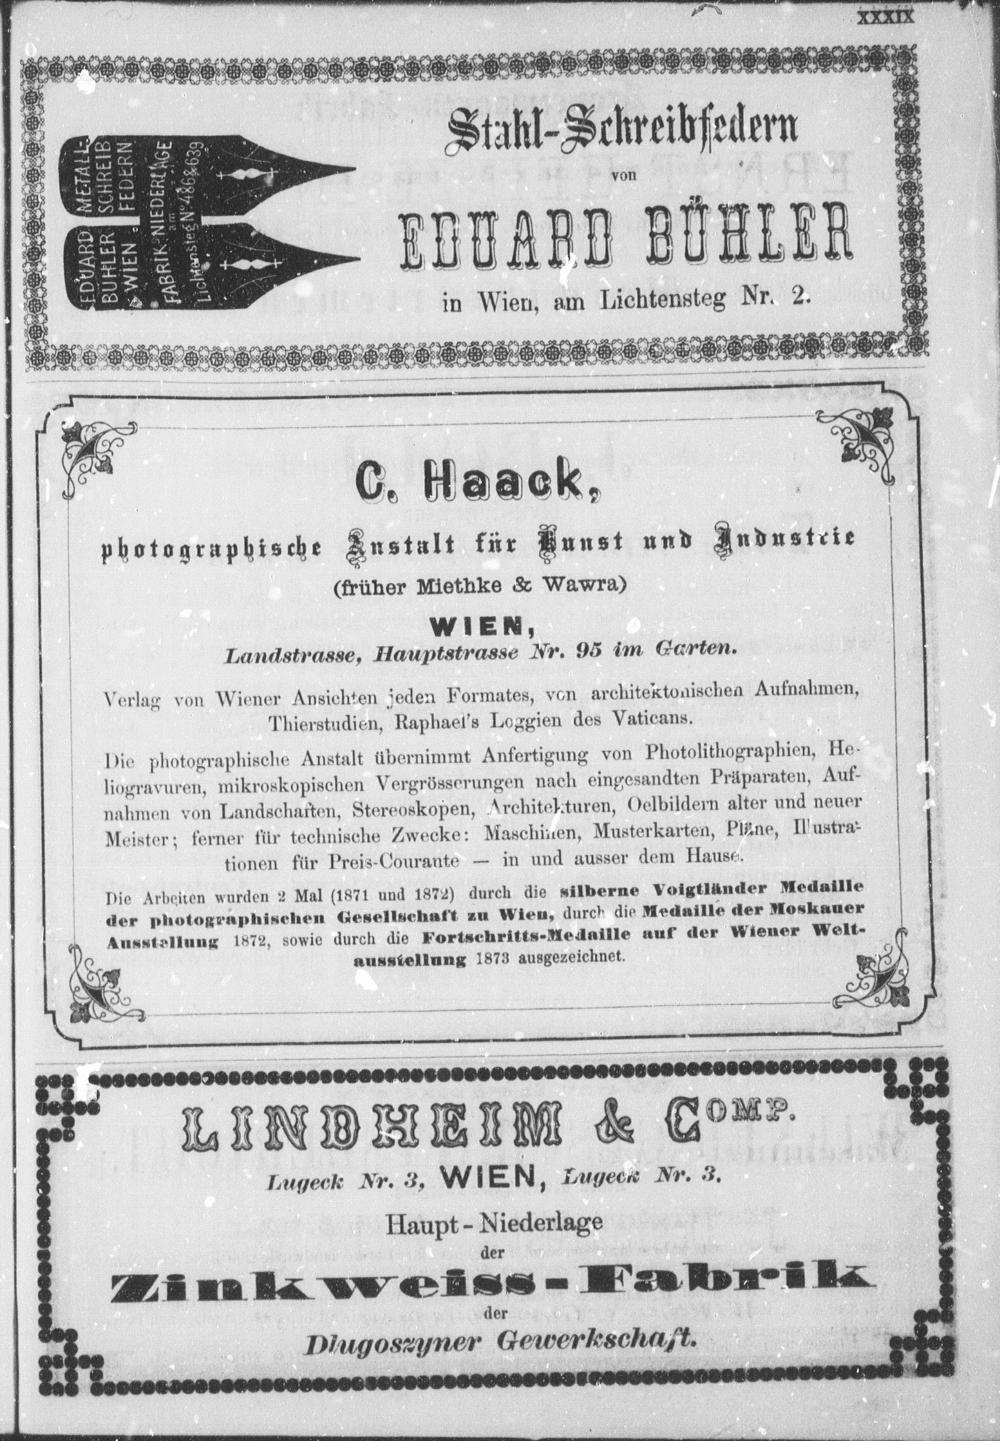 XXXIX
EDUARD METALL-
BÜHLER SCHREIB
WIEN. FEDERN
FABRIK-NIEDERLAGE
am
Lichtensteg No 486&639
Stahl-Schreibfedern
von
EDUARD BÜHLER
in Wien, am Lichtensteg Nr. 2.
C. Haack,
photographische Anstalt für Kunst und Industrie
(früher Miethke & Wawra)
WIEN,
Landstrasse, Hauptstrasse Nr. 95 im Garten.
Verlag von Wiener Ansichten jeden Formates, von architektonischen Aufnahmen,
Thierstudien, Raphael's Loggien des Vaticans.
Die photographische Anstalt übernimmt Anfertigung von Photolithographien, He-
liogravuren, mikroskopischen Vergrösserungen nach eingesandten Präparaten, Auf-
nahmen von Landschaften, Stereoskopen, Architekturen, Oelbildern alter und neuer
Meister; ferner für technische Zwecke: Maschinen, Musterkarten, Pläne, Illustra-
tionen für Preis-Courante — in und ausser dem Hause.
Die Arbeiten wurden 2 Mal (1871 und 1872) durch die silberne Voigtländer Medaille
der photographischen Gesellschaft zu Wien, durch die Medaille der Moskauer
Ausstellung 1872, sowie durch die Fortschritts-Medaille auf der Wiener Welt-
ausstellung 1873 ausgezeichnet.
LINDHEIM & COMP.
Lugeck Nr. 3, WIEN, Lugeck Nr. 3.
Haupt-Niederlage
der
Zinkweiss-Fabrik
der
Dlugoszyner Gewerkschaft.